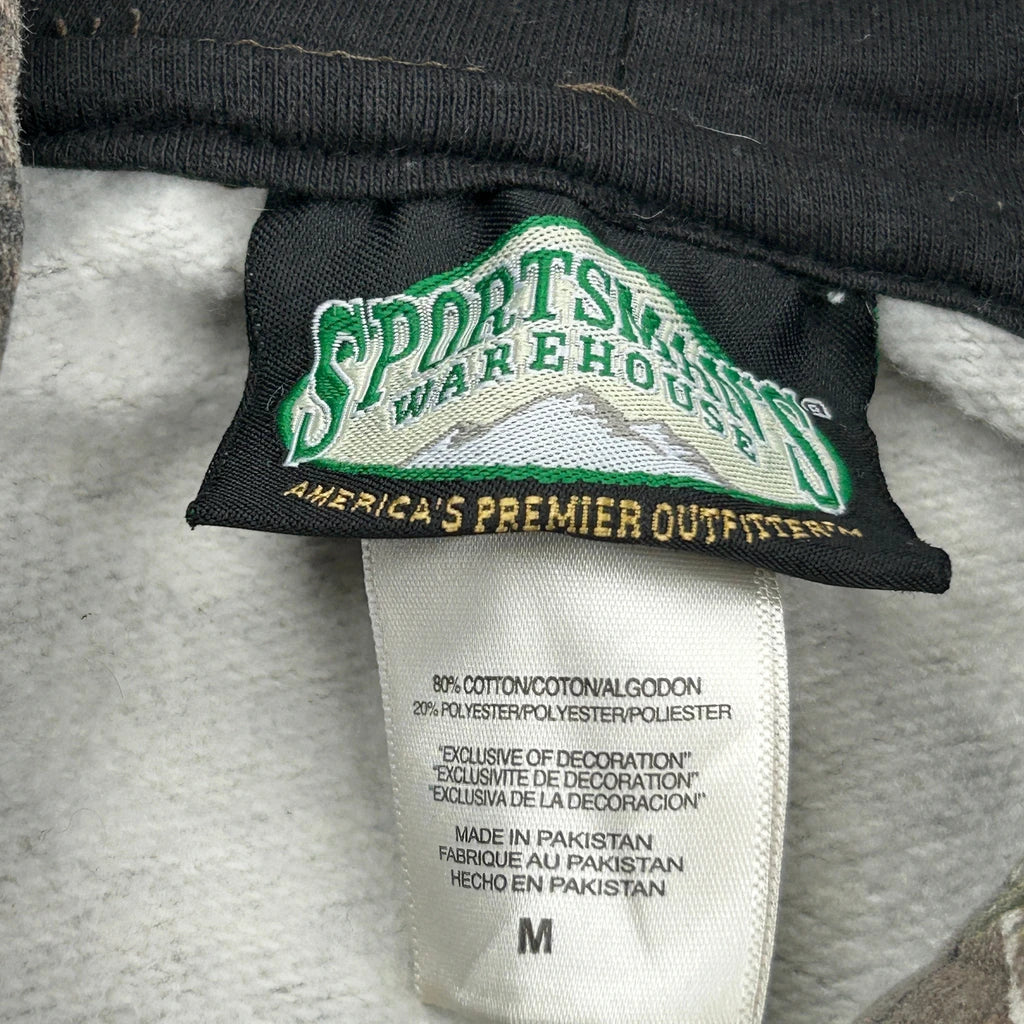 SPORTSMAN'S®
WAREHOUSE
AMERICA'S PREMIER OUTFITTER™
80% COTTON/COTON/ALGODON
20% POLYESTER/POLYESTER/POLIESTER
"EXCLUSIVE OF DECORATION"
"EXCLUSIVITE DE DECORATION"
"EXCLUSIVA DE LA DECORACION"
MADE IN PAKISTAN
FABRIQUE AU PAKISTAN
HECHO EN PAKISTAN
M